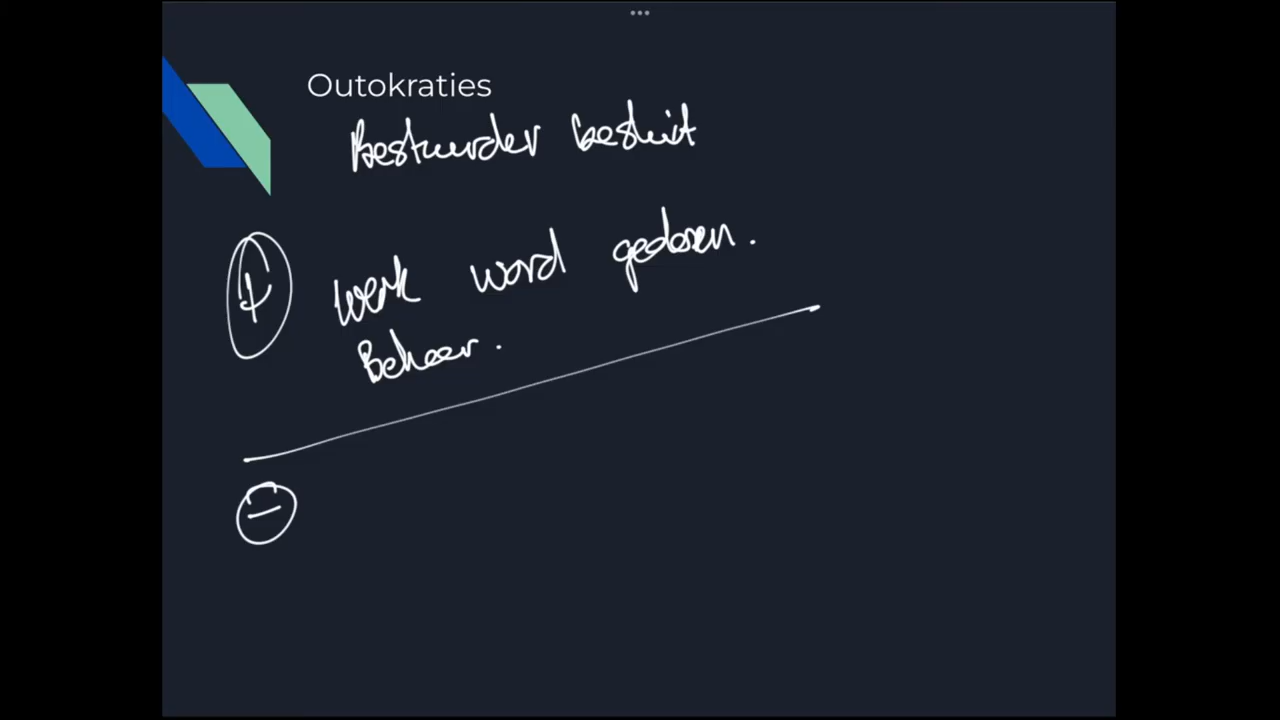 Outokraties
Bestuurder besluit
+ werk word gedoen.
Beheer.
-